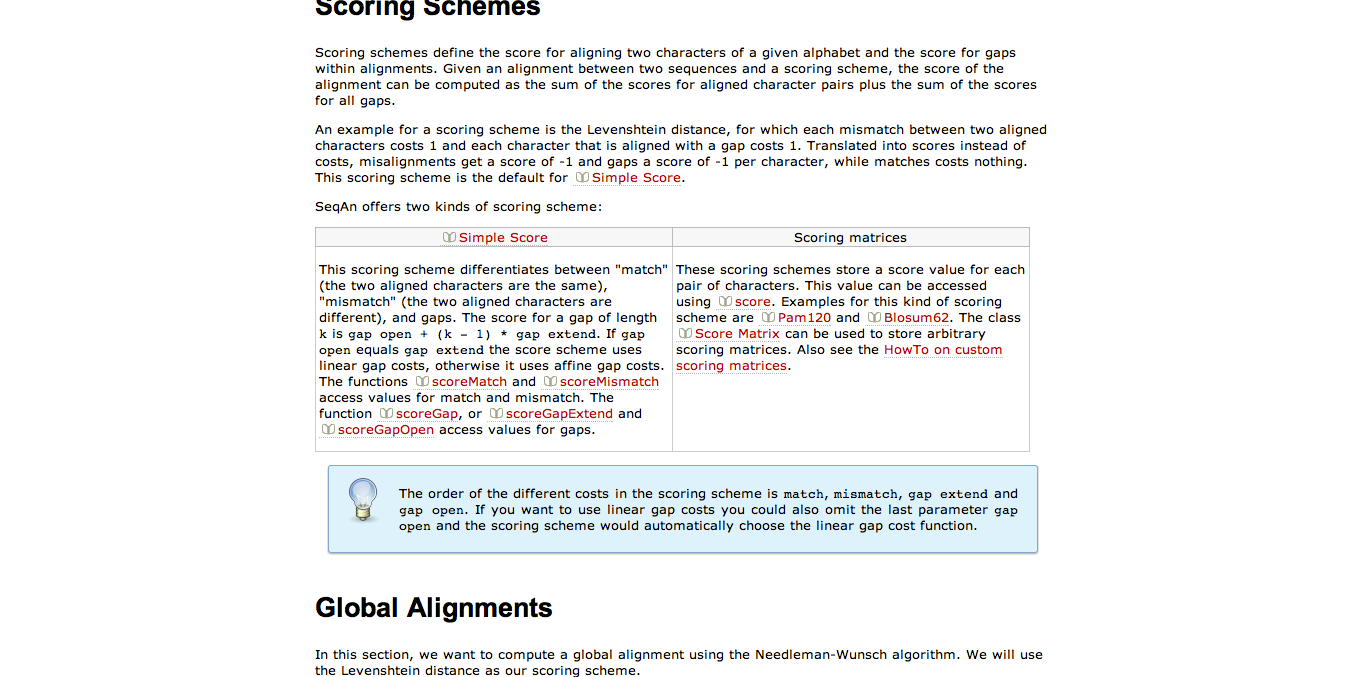 Scoring Schemes
Scoring schemes define the score for aligning two characters of a given alphabet and the score for gaps
within alignments. Given an alignment between two sequences and a scoring scheme, the score of the
alignment can be computed as the sum of the scores for aligned character pairs plus the sum of the scores
for all gaps.
An example for a scoring scheme is the Levenshtein distance, for which each mismatch between two aligned
characters costs 1 and each character that is aligned with a gap costs 1. Translated into scores instead of
costs, misalignments get a score of -1 and gaps a score of -1 per character, while matches costs nothing.
This scoring scheme is the default for Simple Score.
SeqAn offers two kinds of scoring scheme:
Simple Score
This scoring scheme differentiates between "match"
(the two aligned characters are the same),
"mismatch" (the two aligned characters are
different), and gaps. The score for a gap of length
k is gap open + (k - 1) * gap extend. If gap
open equals gap extend the score scheme uses
linear gap costs, otherwise it uses affine gap costs.
The functions scoreMatch and scoreMismatch
access values for match and mismatch. The
function scoreGap, or scoreGapExtend and
scoreGapOpen access values for gaps.
Scoring matrices
These scoring schemes store a score value for each
pair of characters. This value can be accessed
using score. Examples for this kind of scoring
scheme are Pam120 and Blosum62. The class
Score Matrix can be used to store arbitrary
scoring matrices. Also see the HowTo on custom
scoring matrices.
The order of the different costs in the scoring scheme is match, mismatch, gap extend and
gap open. If you want to use linear gap costs you could also omit the last parameter gap
open and the scoring scheme would automatically choose the linear gap cost function.
Global Alignments
In this section, we want to compute a global alignment using the Needleman-Wunsch algorithm. We will use
the Levenshtein distance as our scoring scheme.